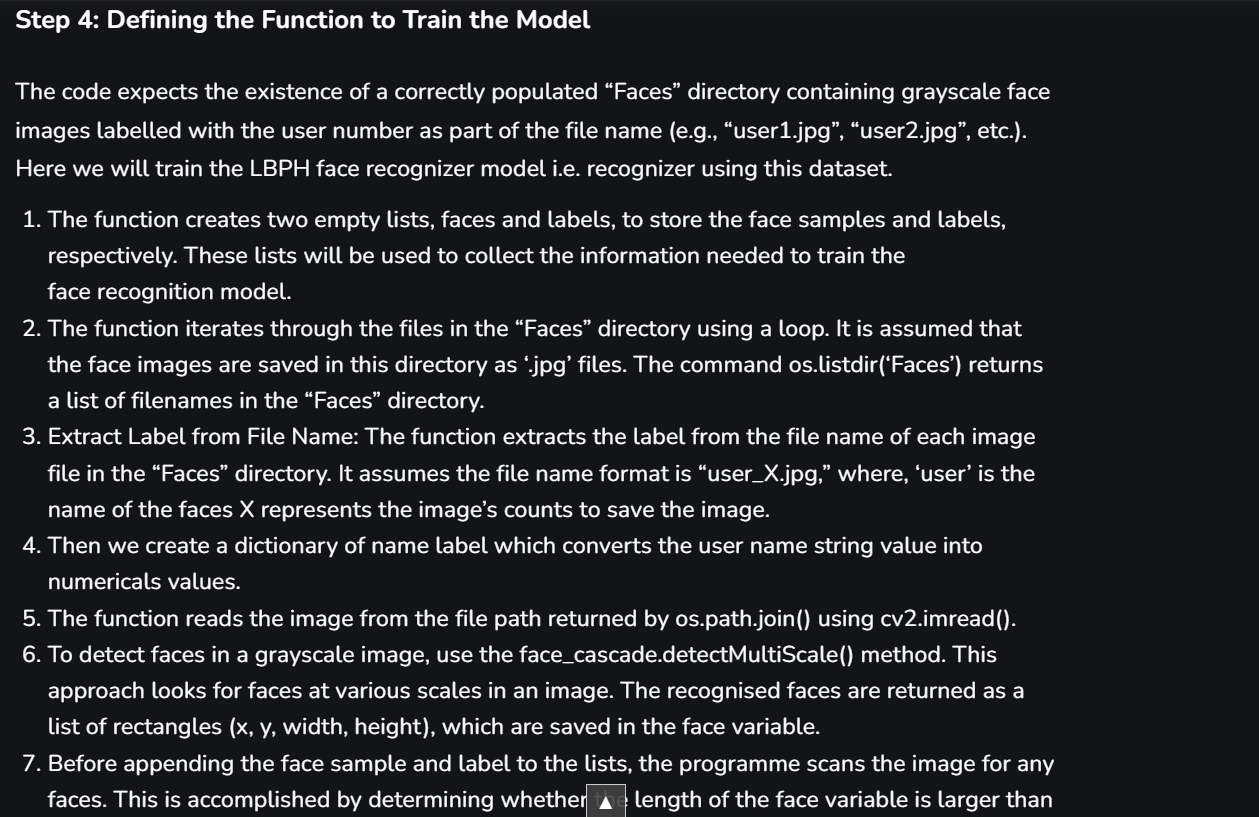 Step 4: Defining the Function to Train the Model
The code expects the existence of a correctly populated “Faces” directory containing grayscale face
images labelled with the user number as part of the file name (e.g., “user1.jpg”, “user2.jpg”, etc.).
Here we will train the LBPH face recognizer model i.e. recognizer using this dataset.
1. The function creates two empty lists, faces and labels, to store the face samples and labels,
respectively. These lists will be used to collect the information needed to train the
face recognition model.
2. The function iterates through the files in the “Faces” directory using a loop. It is assumed that
the face images are saved in this directory as ‘.jpg’ files. The command os.listdir(‘Faces’) returns
a list of filenames in the “Faces” directory.
3. Extract Label from File Name: The function extracts the label from the file name of each image
file in the “Faces” directory. It assumes the file name format is “user_X.jpg,” where, ‘user’ is the
name of the faces X represents the image’s counts to save the image.
4. Then we create a dictionary of name label which converts the user name string value into
numericals values.
5. The function reads the image from the file path returned by os.path.join() using cv2.imread().
6. To detect faces in a grayscale image, use the face_cascade.detectMultiScale() method. This
approach looks for faces at various scales in an image. The recognised faces are returned as a
list of rectangles (x, y, width, height), which are saved in the face variable.
7. Before appending the face sample and label to the lists, the programme scans the image for any
faces. This is accomplished by determining whether the length of the face variable is larger than